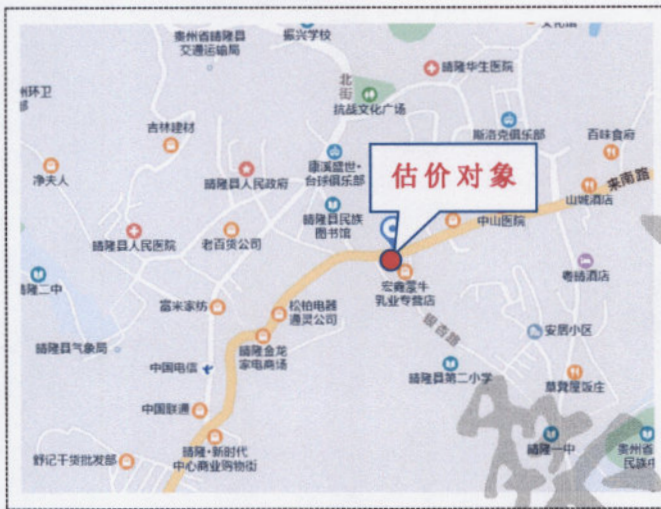 贵州省晴隆县
交通运输局
振兴学校
文化馆
北街
晴隆华生医院
州环卫
抗战文化广场
吉林建材
斯洛克俱乐部
百味食府
净夫人
晴隆县人民政府
康溪盛世·
台球俱乐部
估价对象
来南路
山城酒店
晴隆县民族
图书馆
中山医院
晴隆县人民医院
老百货公司
粤晴酒店
晴隆二中
宏鑫蒙牛
乳业专营店
富米家纺
松柏电器
通灵公司
银杏路
安居小区
晴隆县气象局
晴隆金龙
家电商场
中国电信
晴隆县第二小学
草凳篷饭庄
中国联通
晴隆·新时代
中心商业购物街
晴隆一中
贵州省
民族中
舒记干货批发部